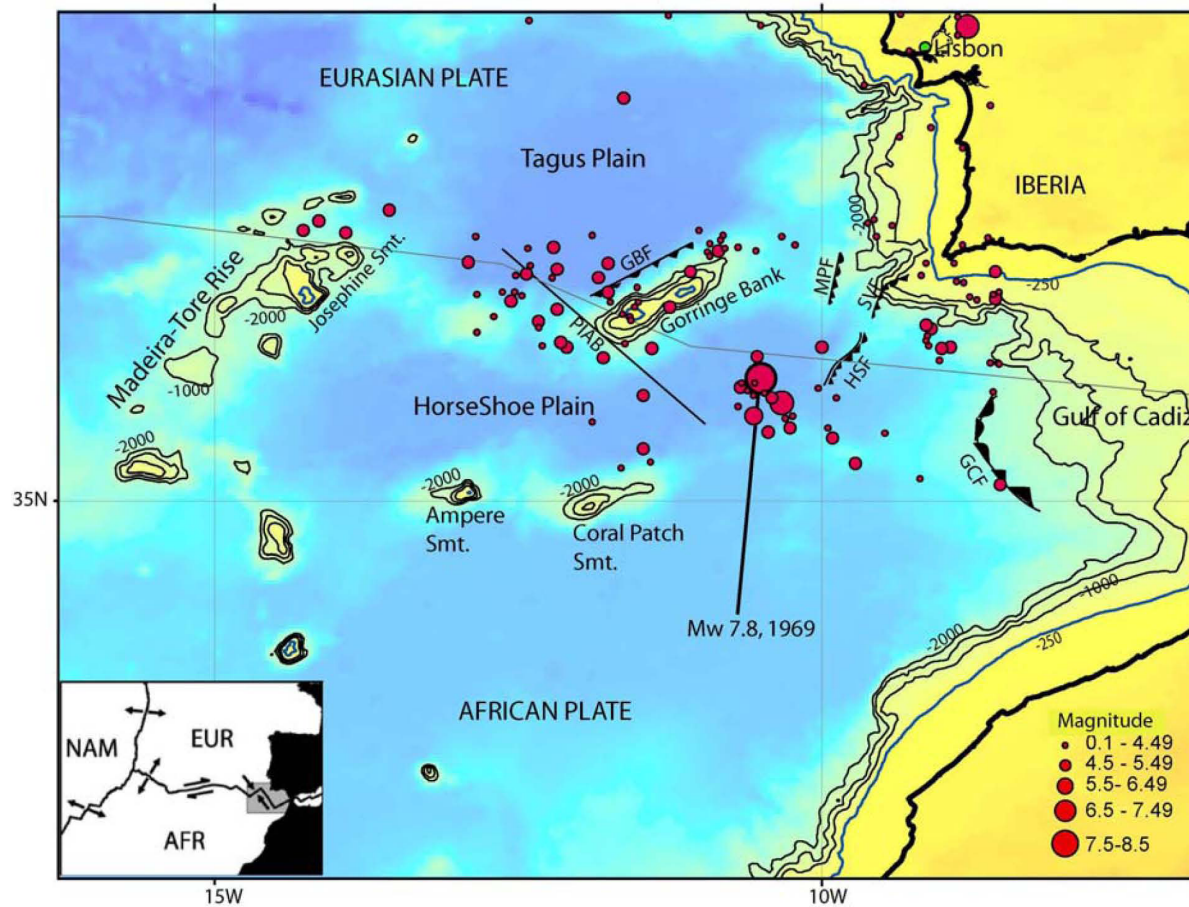 EURASIAN PLATE
Lisbon
Tagus Plain
IBERIA
-2000
GBF
MPF
-250
Madeira-Tore Rise
Josephine Smt.
-2000
Gorringe Bank
SVF
PIAB
HSF
-1000
HorseShoe Plain
Gulf of Cadiz
-2000
GCF
35N
-2000
-2000
Ampere
Smt.
Coral Patch
Smt.
-1000
Mw 7.8, 1969
-2000
-250
AFRICAN PLATE
NAM
EUR
AFR
Magnitude
0.1 - 4.49
4.5 - 5.49
5.5- 6.49
6.5 - 7.49
7.5-8.5
15W
10W